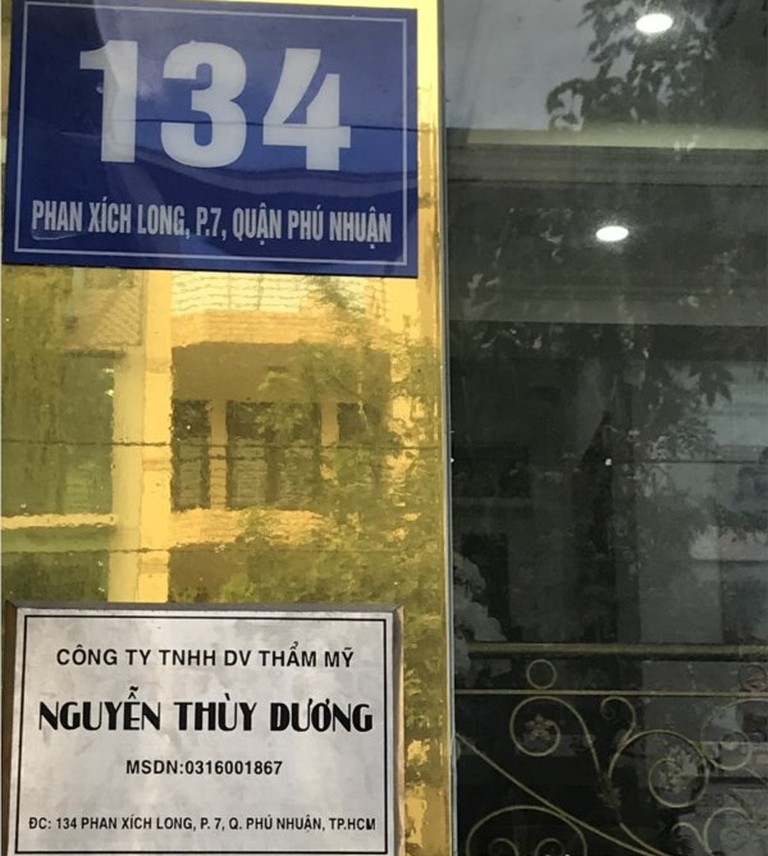 134
PHAN XÍCH LONG, P.7, QUẬN PHÚ NHUẬN
CÔNG TY TNHH DV THẨM MỸ
NGUYỄN THÙY DƯƠNG
MSDN:0316001867
ĐC: 134 PHAN XÍCH LONG, P. 7, Q. PHÚ NHUẬN, TP.HCM